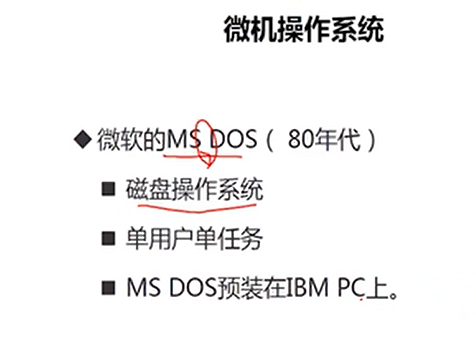 微机操作系统
◆ 微软的MS DOS（ 80年代）
■ 磁盘操作系统
■ 单用户单任务
■ MS DOS预装在IBM PC上。